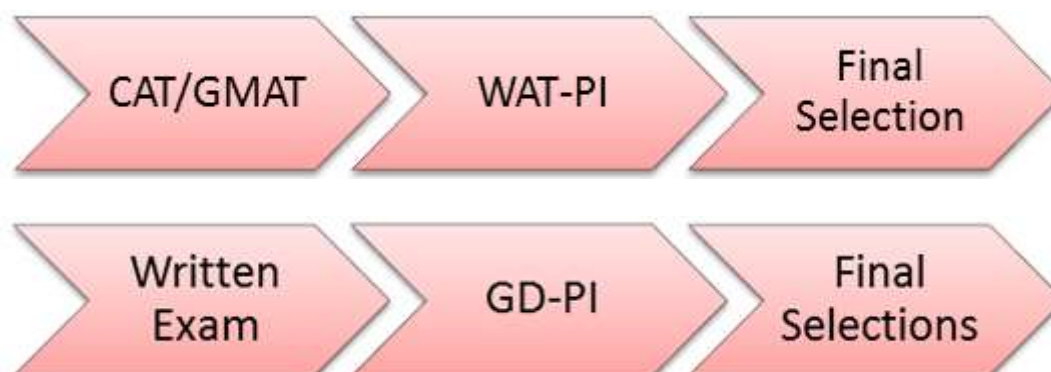 CAT/GMAT
WAT-PI
Final
Selection
Written
Exam
GD-PI
Final
Selections